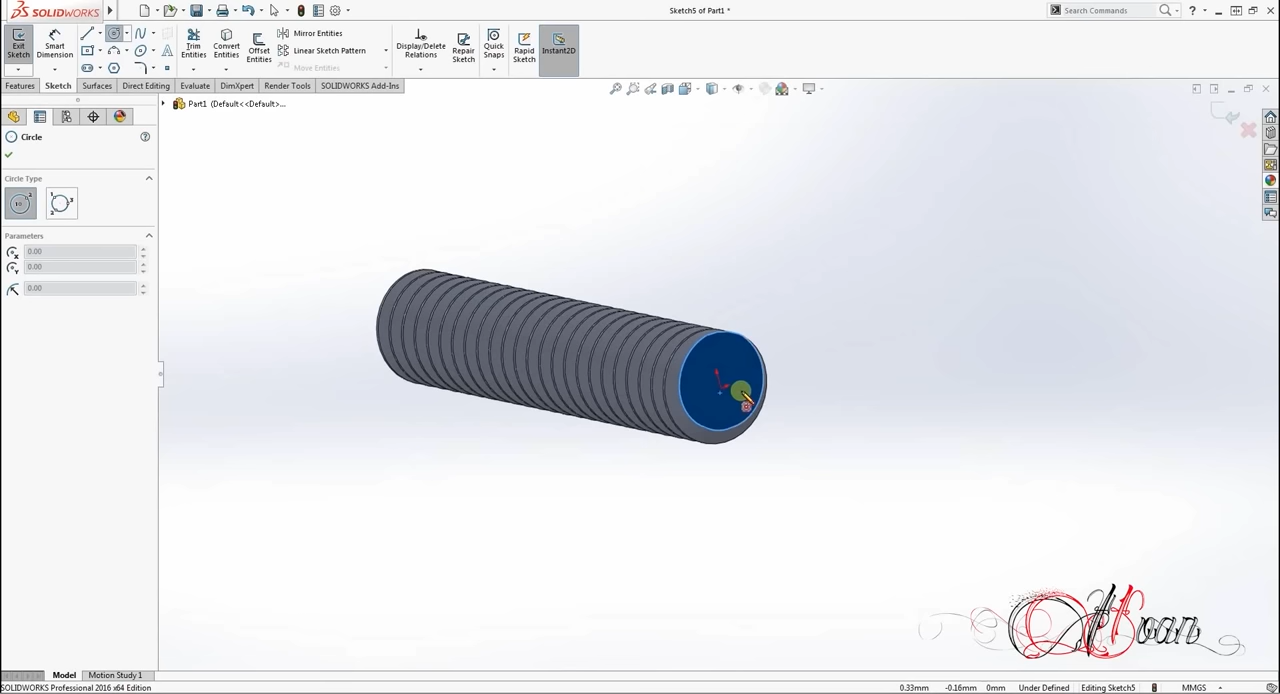 SOLIDWORKS
Sketch5 of Part1 *
Search Commands
Exit Sketch
Smart Dimension
Trim Entities
Convert Entities
Offset Entities
Mirror Entities
Linear Sketch Pattern
Move Entities
Display/Delete Relations
Repair Sketch
Quick Snaps
Rapid Sketch
Instant2D
Features
Sketch
Surfaces
Direct Editing
Evaluate
DimXpert
Render Tools
SOLIDWORKS Add-Ins
Part1 (Default<<Default>...
Circle
Circle Type
Parameters
0.00
0.00
0.00
Model
Motion Study 1
SOLIDWORKS Professional 2016 x64 Edition
0.33mm
-0.16mm
0mm
Under Defined
Editing Sketch5
MMGS